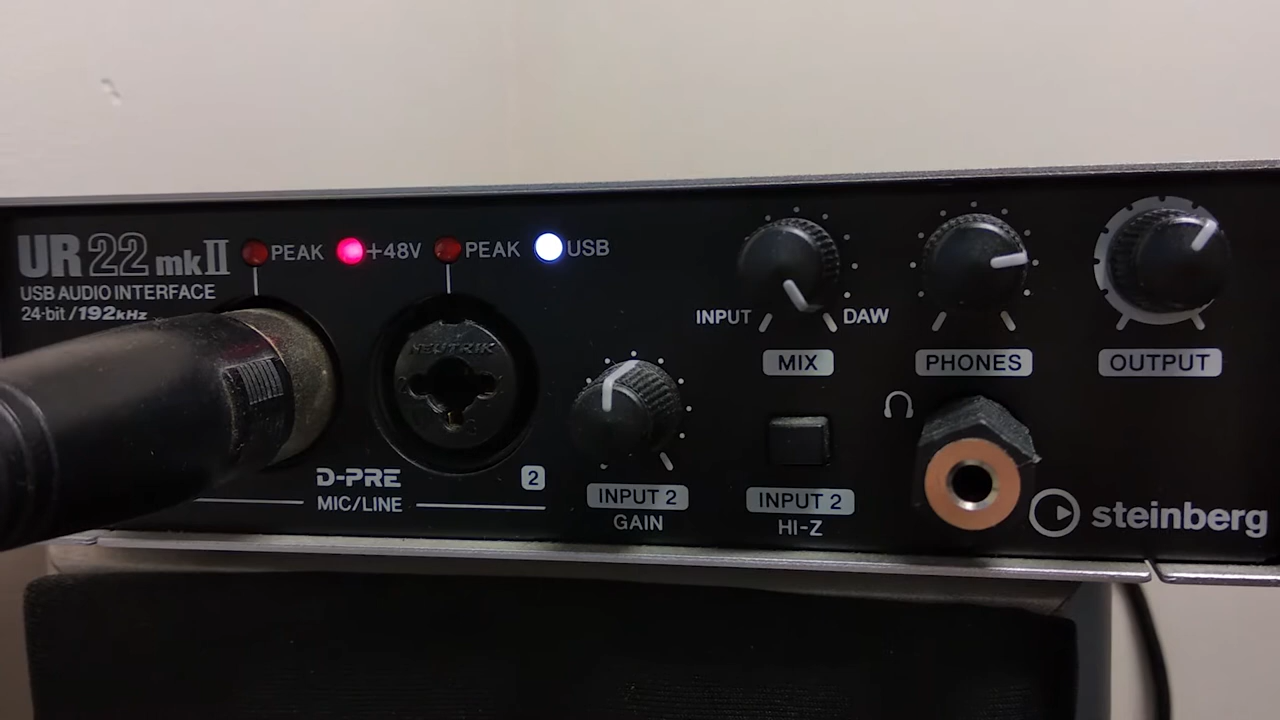 UR22mkII
USB AUDIO INTERFACE
24-bit/192kHz
PEAK
+48V
PEAK
USB
NEUTRIK
INPUT
DAW
MIX
PHONES
OUTPUT
D-PRE
MIC/LINE
2
INPUT 2
GAIN
INPUT 2
HI-Z
steinberg